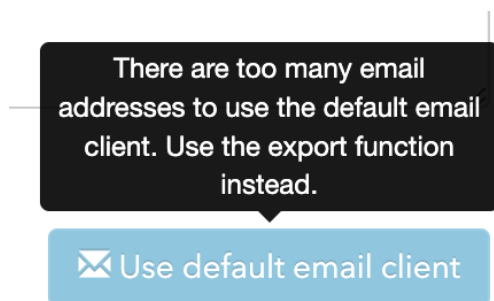 There are too many email
addresses to use the default email
client. Use the export function
instead.
Use default email client